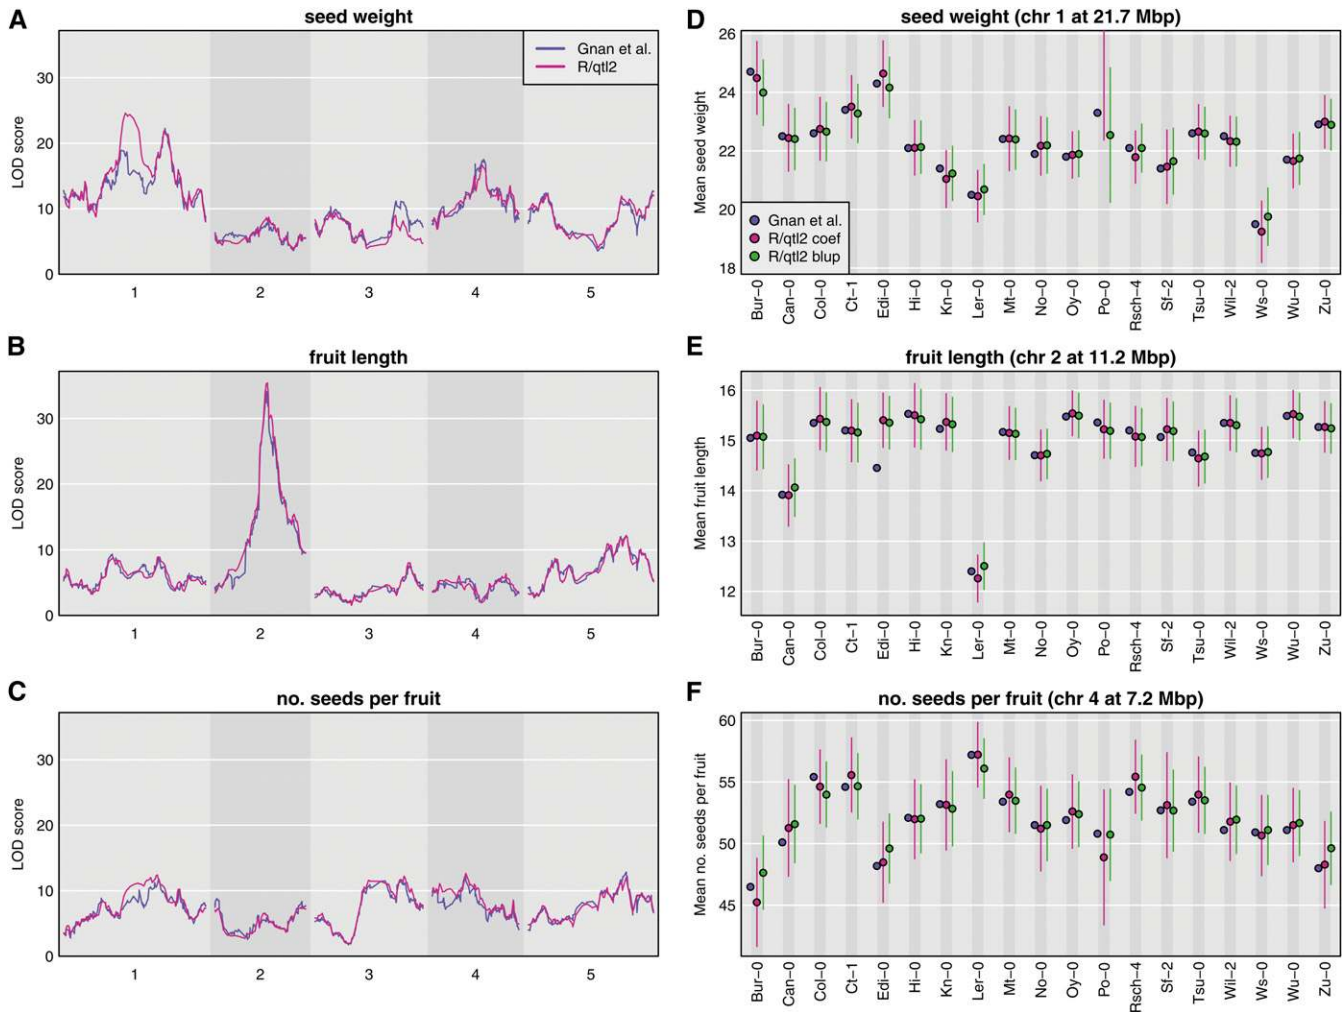 A
seed weight
Gnan et al.
R/qtl2
LOD score
30
20
10
0
1
2
3
4
5
B
fruit length
LOD score
30
20
10
0
1
2
3
4
5
C
no. seeds per fruit
LOD score
30
20
10
0
1
2
3
4
5
D
seed weight (chr 1 at 21.7 Mbp)
Mean seed weight
26
24
22
20
18
Gnan et al.
R/qtl2 coef
R/qtl2 blup
Bur−0
Can−0
Col−0
Ct−1
Edi−0
Hi−0
Kn−0
Ler−0
Mt−0
No−0
Oy−0
Po−0
Rsch−4
Sf−2
Tsu−0
Wil−2
Ws−0
Wu−0
Zu−0
E
fruit length (chr 2 at 11.2 Mbp)
Mean fruit length
16
15
14
13
12
Bur−0
Can−0
Col−0
Ct−1
Edi−0
Hi−0
Kn−0
Ler−0
Mt−0
No−0
Oy−0
Po−0
Rsch−4
Sf−2
Tsu−0
Wil−2
Ws−0
Wu−0
Zu−0
F
no. seeds per fruit (chr 4 at 7.2 Mbp)
Mean no. seeds per fruit
60
55
50
45
Bur−0
Can−0
Col−0
Ct−1
Edi−0
Hi−0
Kn−0
Ler−0
Mt−0
No−0
Oy−0
Po−0
Rsch−4
Sf−2
Tsu−0
Wil−2
Ws−0
Wu−0
Zu−0